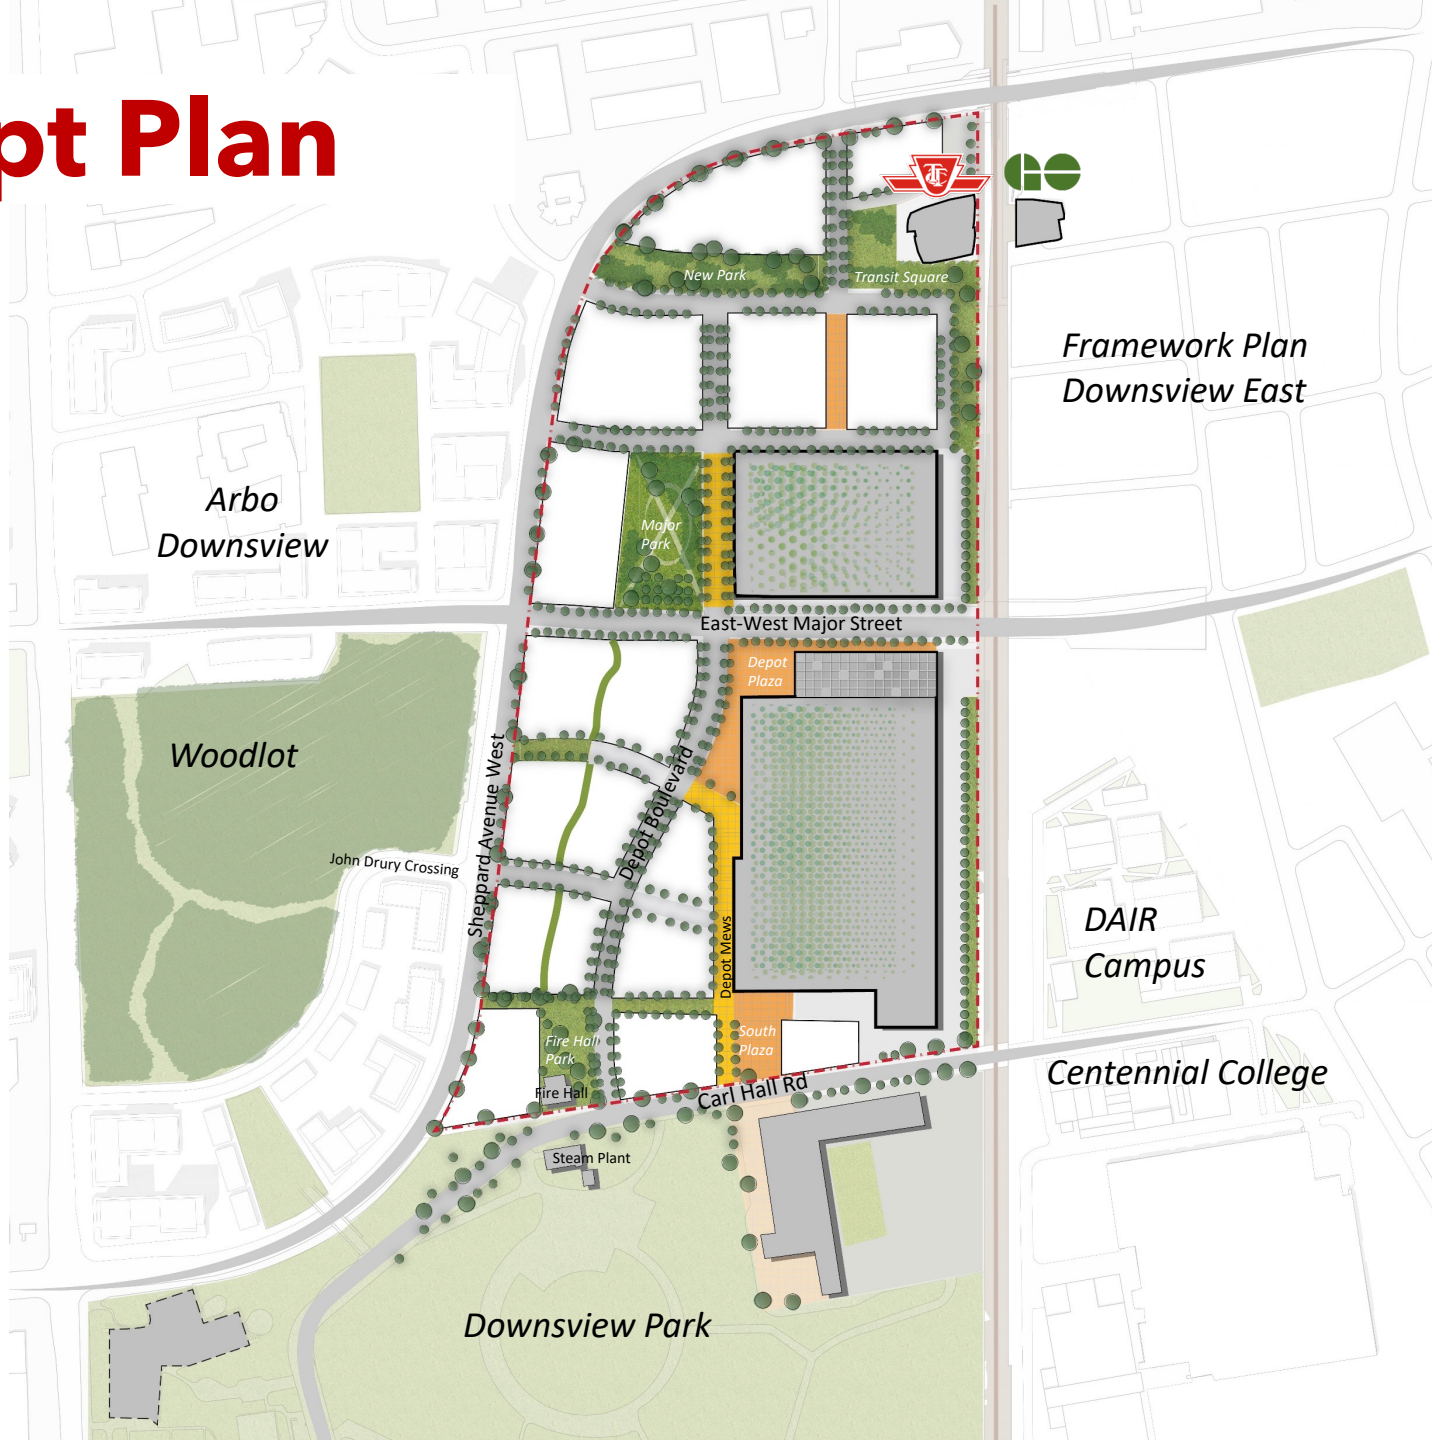 pt Plan
TTC
GO
New Park
Transit Square
Framework Plan
Downsview East
Arbo
Downsview
Major
Park
East-West Major Street
Depot
Plaza
Woodlot
Sheppard Avenue West
Depot Boulevard
John Drury Crossing
Depot Mews
DAIR
Campus
South
Plaza
Fire Hall
Park
Fire Hall
Carl Hall Rd
Centennial College
Steam Plant
Downsview Park